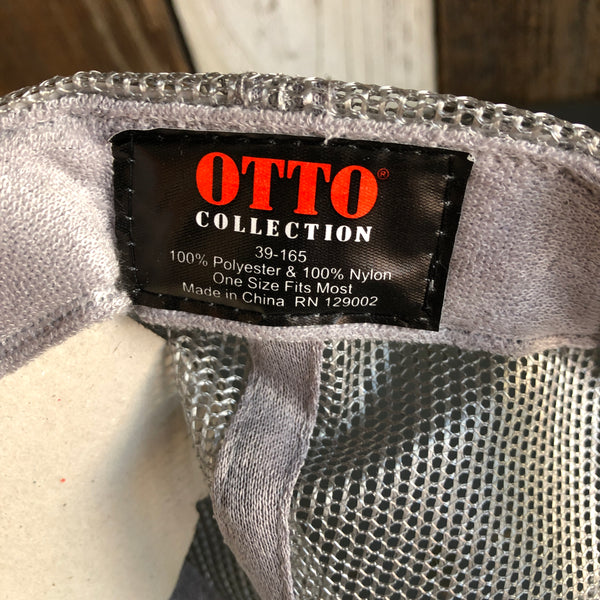 OTTO®
COLLECTION
39-165
100% Polyester & 100% Nylon
One Size Fits Most
Made in China RN 129002